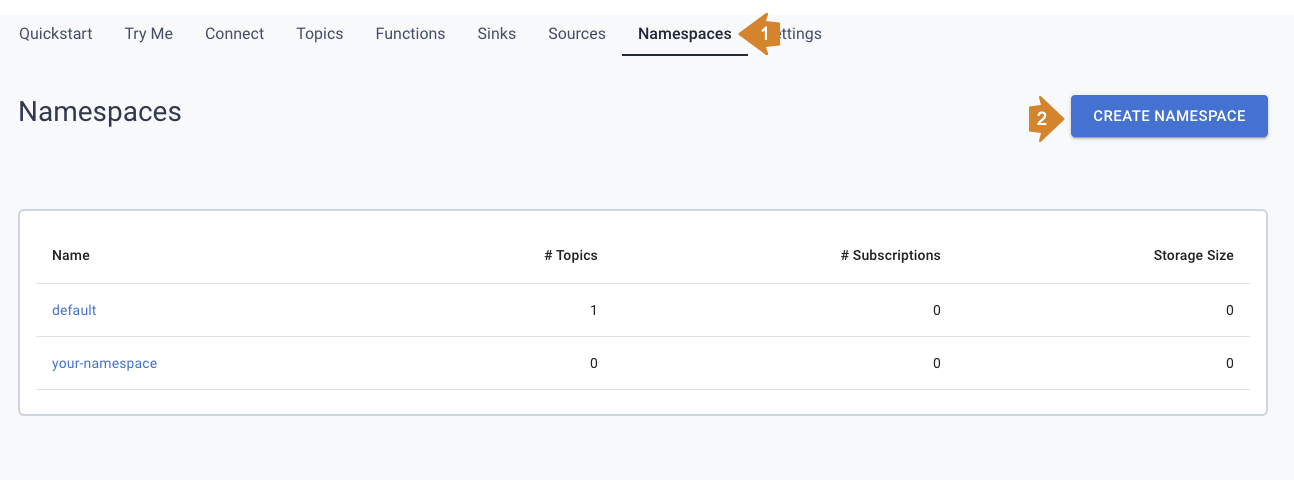 Quickstart Try Me Connect Topics Functions Sinks Sources Namespaces 1 ttings
Namespaces
2 CREATE NAMESPACE
Name # Topics # Subscriptions Storage Size
default 1 0 0
your-namespace 0 0 0